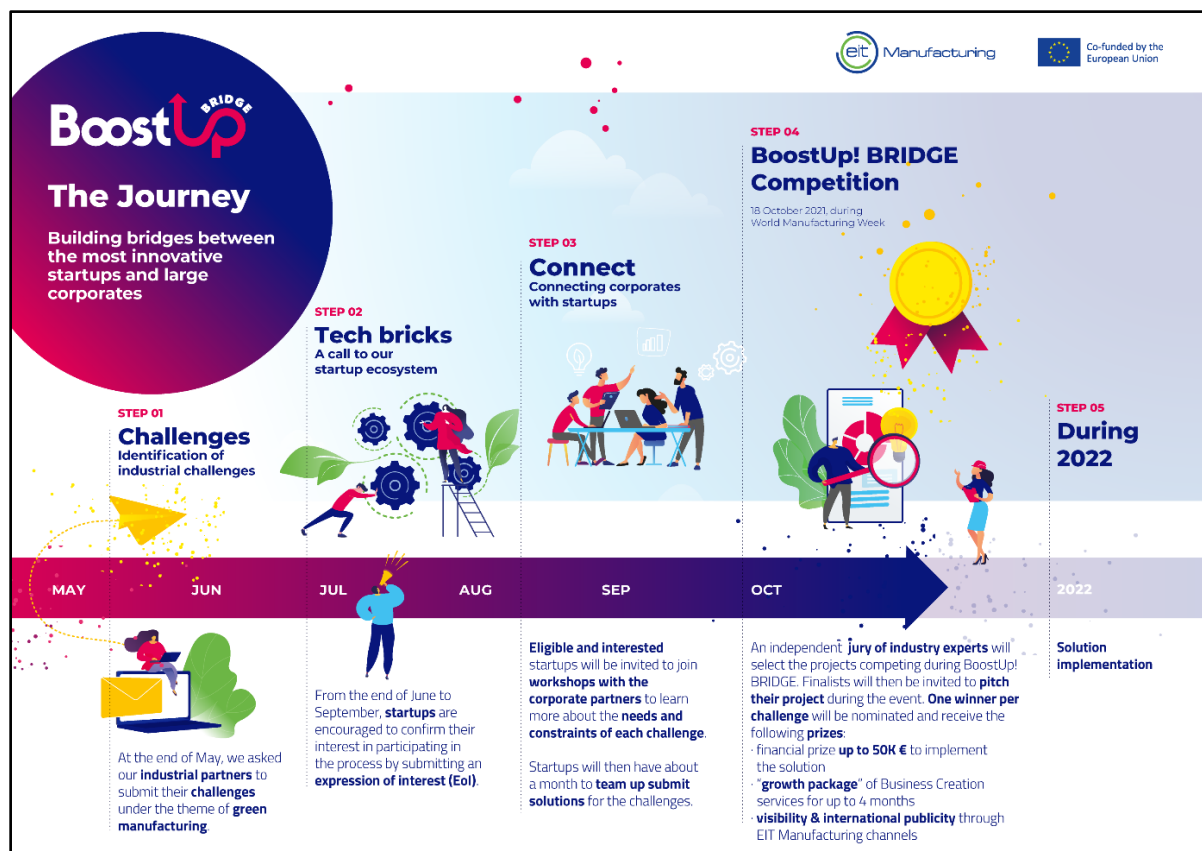 eit Manufacturing
Co-funded by the
European Union
BoostUp
BRIDGE
The Journey
Building bridges between
the most innovative
startups and large
corporates
STEP 01
Challenges
Identification of
industrial challenges
STEP 02
Tech bricks
A call to our
startup ecosystem
STEP 03
Connect
Connecting corporates
with startups
STEP 04
BoostUp! BRIDGE
Competition
18 October 2021, during
World Manufacturing Week
STEP 05
During
2022
MAY
JUN
JUL
AUG
SEP
OCT
2022
At the end of May, we asked
our industrial partners to
submit their challenges
under the theme of green
manufacturing.
From the end of June to
September, startups are
encouraged to confirm their
interest in participating in
the process by submitting an
expression of interest (EoI).
Eligible and interested
startups will be invited to join
workshops with the
corporate partners to learn
more about the needs and
constraints of each challenge.
Startups will then have about
a month to team up submit
solutions for the challenges.
An independent jury of industry experts will
select the projects competing during BoostUp!
BRIDGE. Finalists will then be invited to pitch
their project during the event. One winner per
challenge will be nominated and receive the
following prizes:
· financial prize up to 50K € to implement
the solution
· "growth package" of Business Creation
services for up to 4 months
· visibility & international publicity through
EIT Manufacturing channels
Solution
implementation